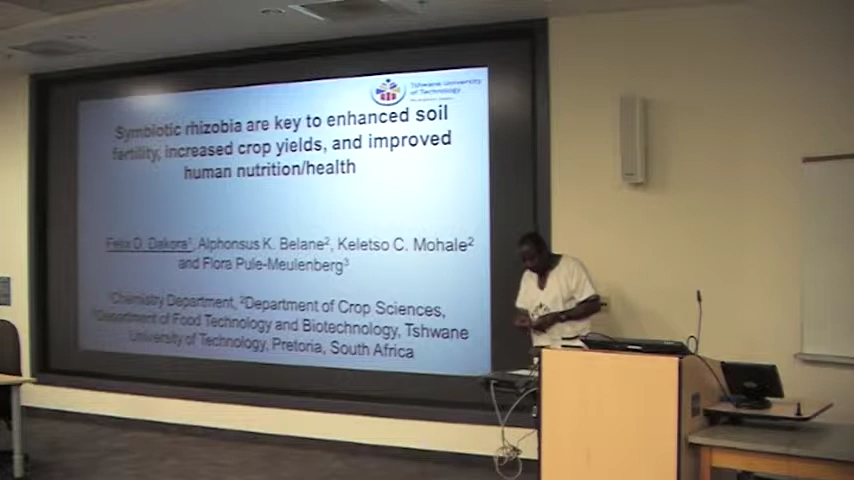 Tshwane University
of Technology
Symbiotic rhizobia are key to enhanced soil
fertility, increased crop yields, and improved
human nutrition/health
Felix D. Dakora¹, Alphonsus K. Belane², Keletso C. Mohale²
and Flora Pule-Meulenberg³
¹Chemistry Department, ²Department of Crop Sciences,
³Department of Food Technology and Biotechnology, Tshwane
University of Technology, Pretoria, South Africa